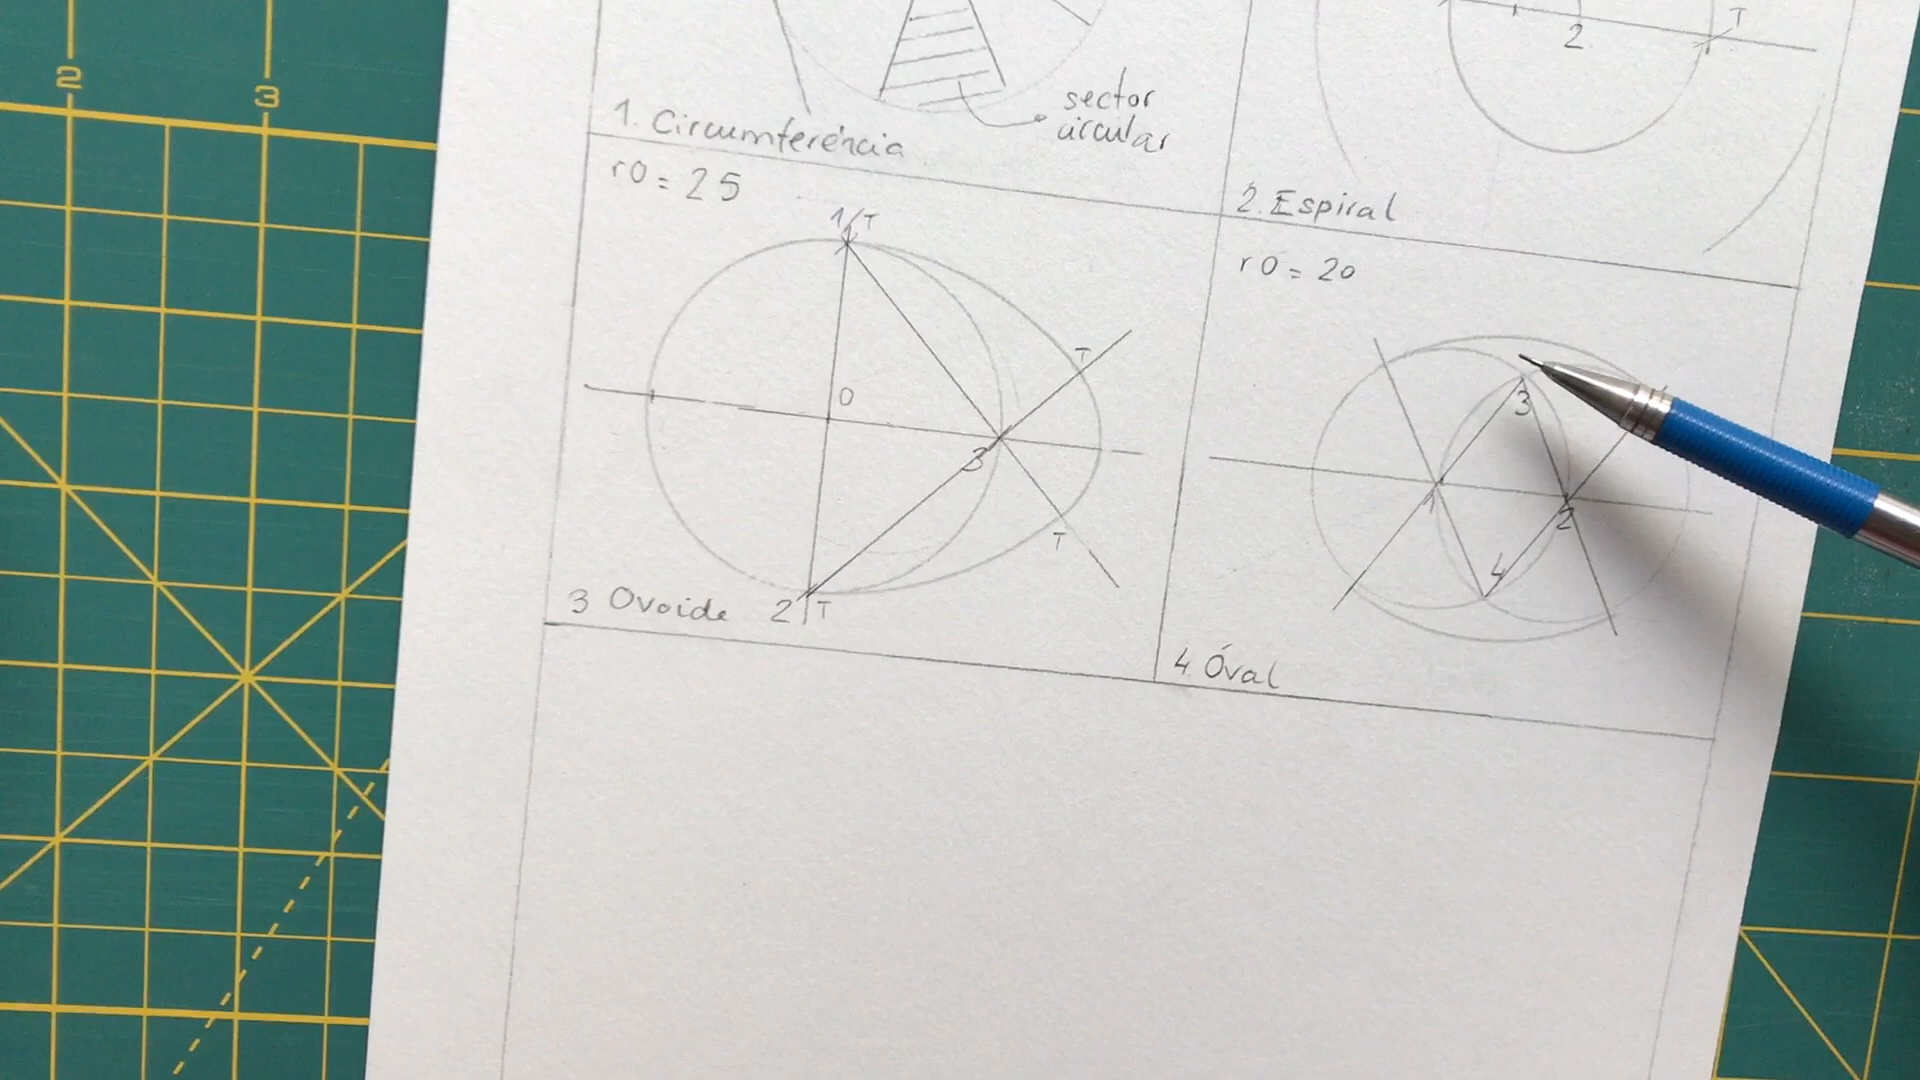 2
3
sector
circular
1. Circumferência
2
T
2. Espiral
r0 = 25
1/T
0
T
3
T
3 Ovoide
2/T
r0 = 20
3
1
2
4
4. Óval